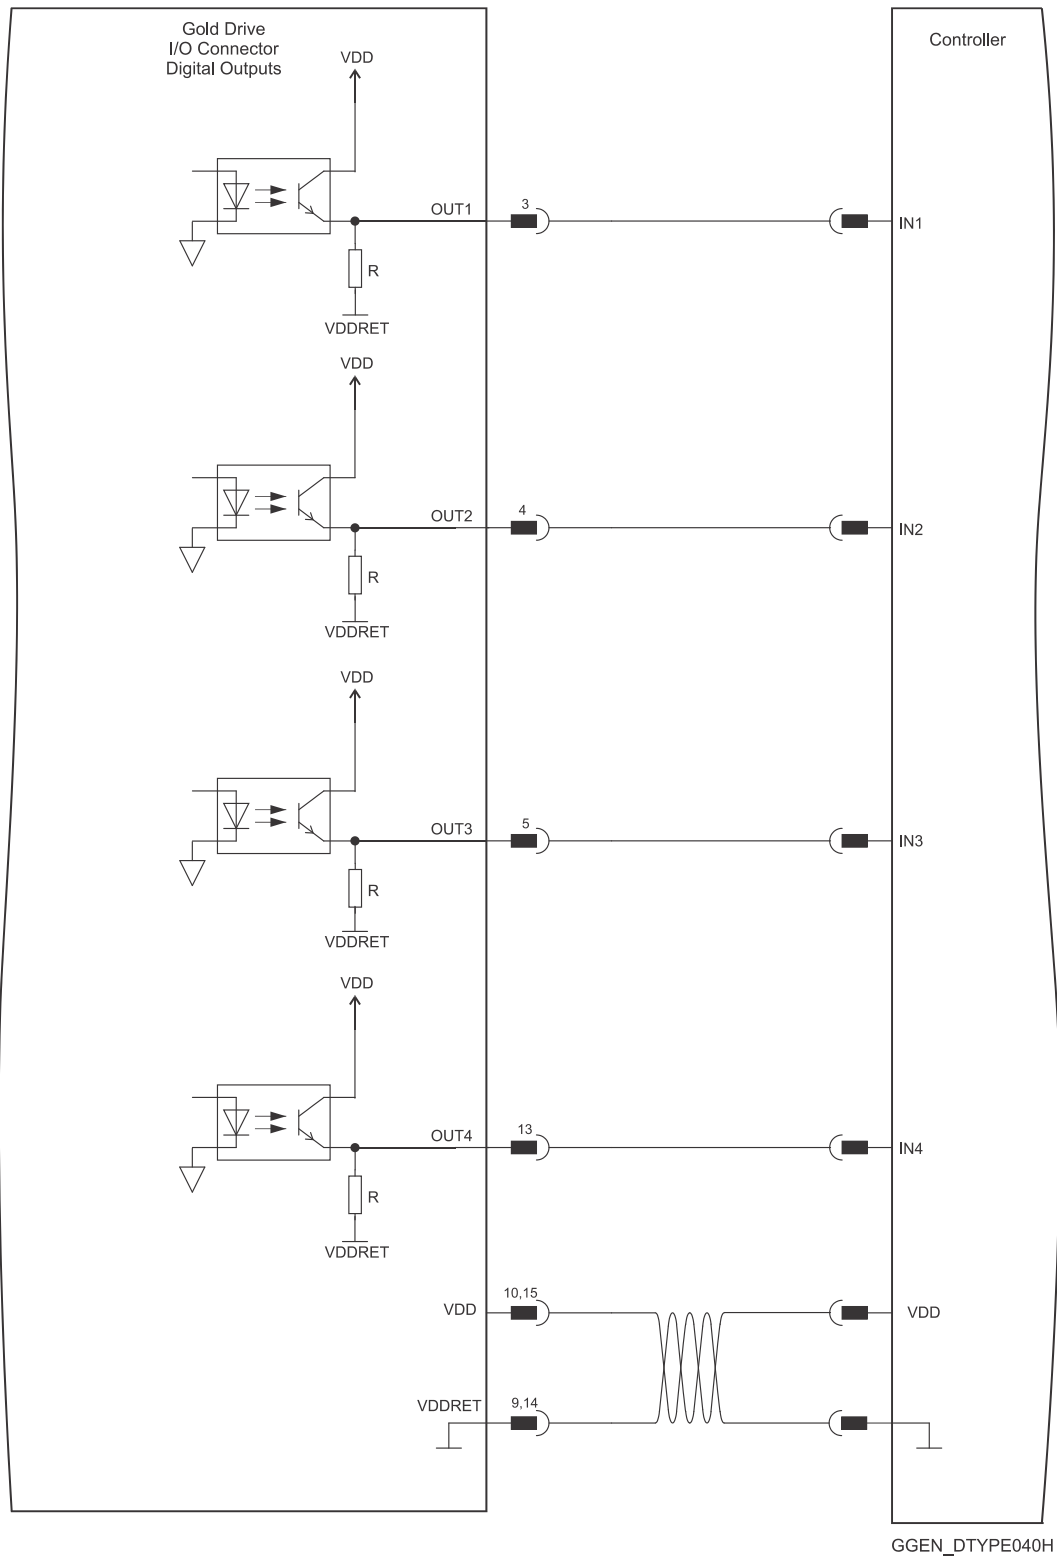 Gold Drive
I/O Connector
Digital Outputs
Controller
VDD
OUT1
3
IN1
R
VDDRET
VDD
OUT2
4
IN2
R
VDDRET
VDD
OUT3
5
IN3
R
VDDRET
VDD
OUT4
13
IN4
R
VDDRET
VDD
10,15
VDD
VDDRET
9,14
GGEN_DTYPE040H